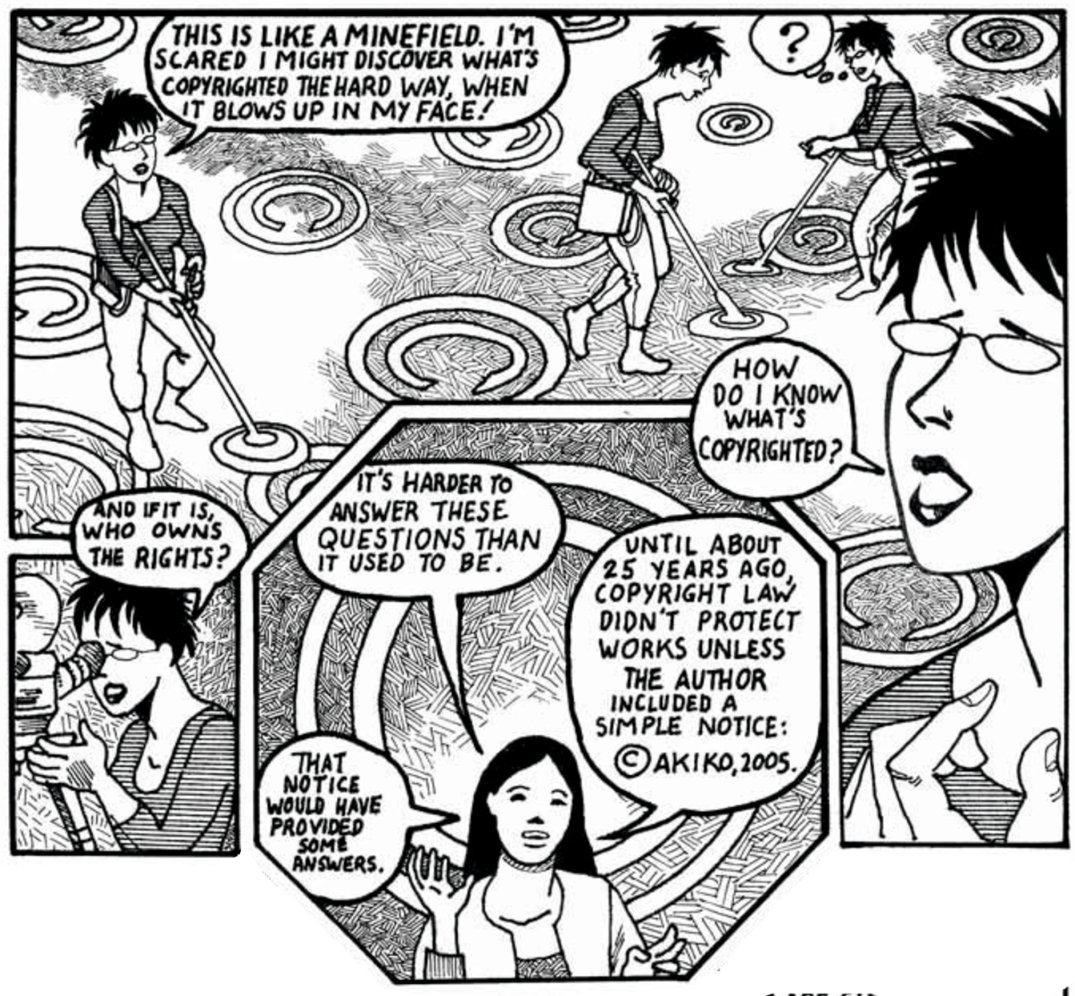 THIS IS LIKE A MINEFIELD. I'M
SCARED I MIGHT DISCOVER WHAT'S
COPYRIGHTED THE HARD WAY, WHEN
IT BLOWS UP IN MY FACE!
?
HOW
DO I KNOW
WHAT'S
COPYRIGHTED?
AND IF IT IS,
WHO OWNS
THE RIGHTS?
IT'S HARDER TO
ANSWER THESE
QUESTIONS THAN
IT USED TO BE.
UNTIL ABOUT
25 YEARS AGO,
COPYRIGHT LAW
DIDN'T PROTECT
WORKS UNLESS
THE AUTHOR
INCLUDED A
SIMPLE NOTICE:
© AKIKO, 2005.
THAT
NOTICE
WOULD HAVE
PROVIDED
SOME
ANSWERS.